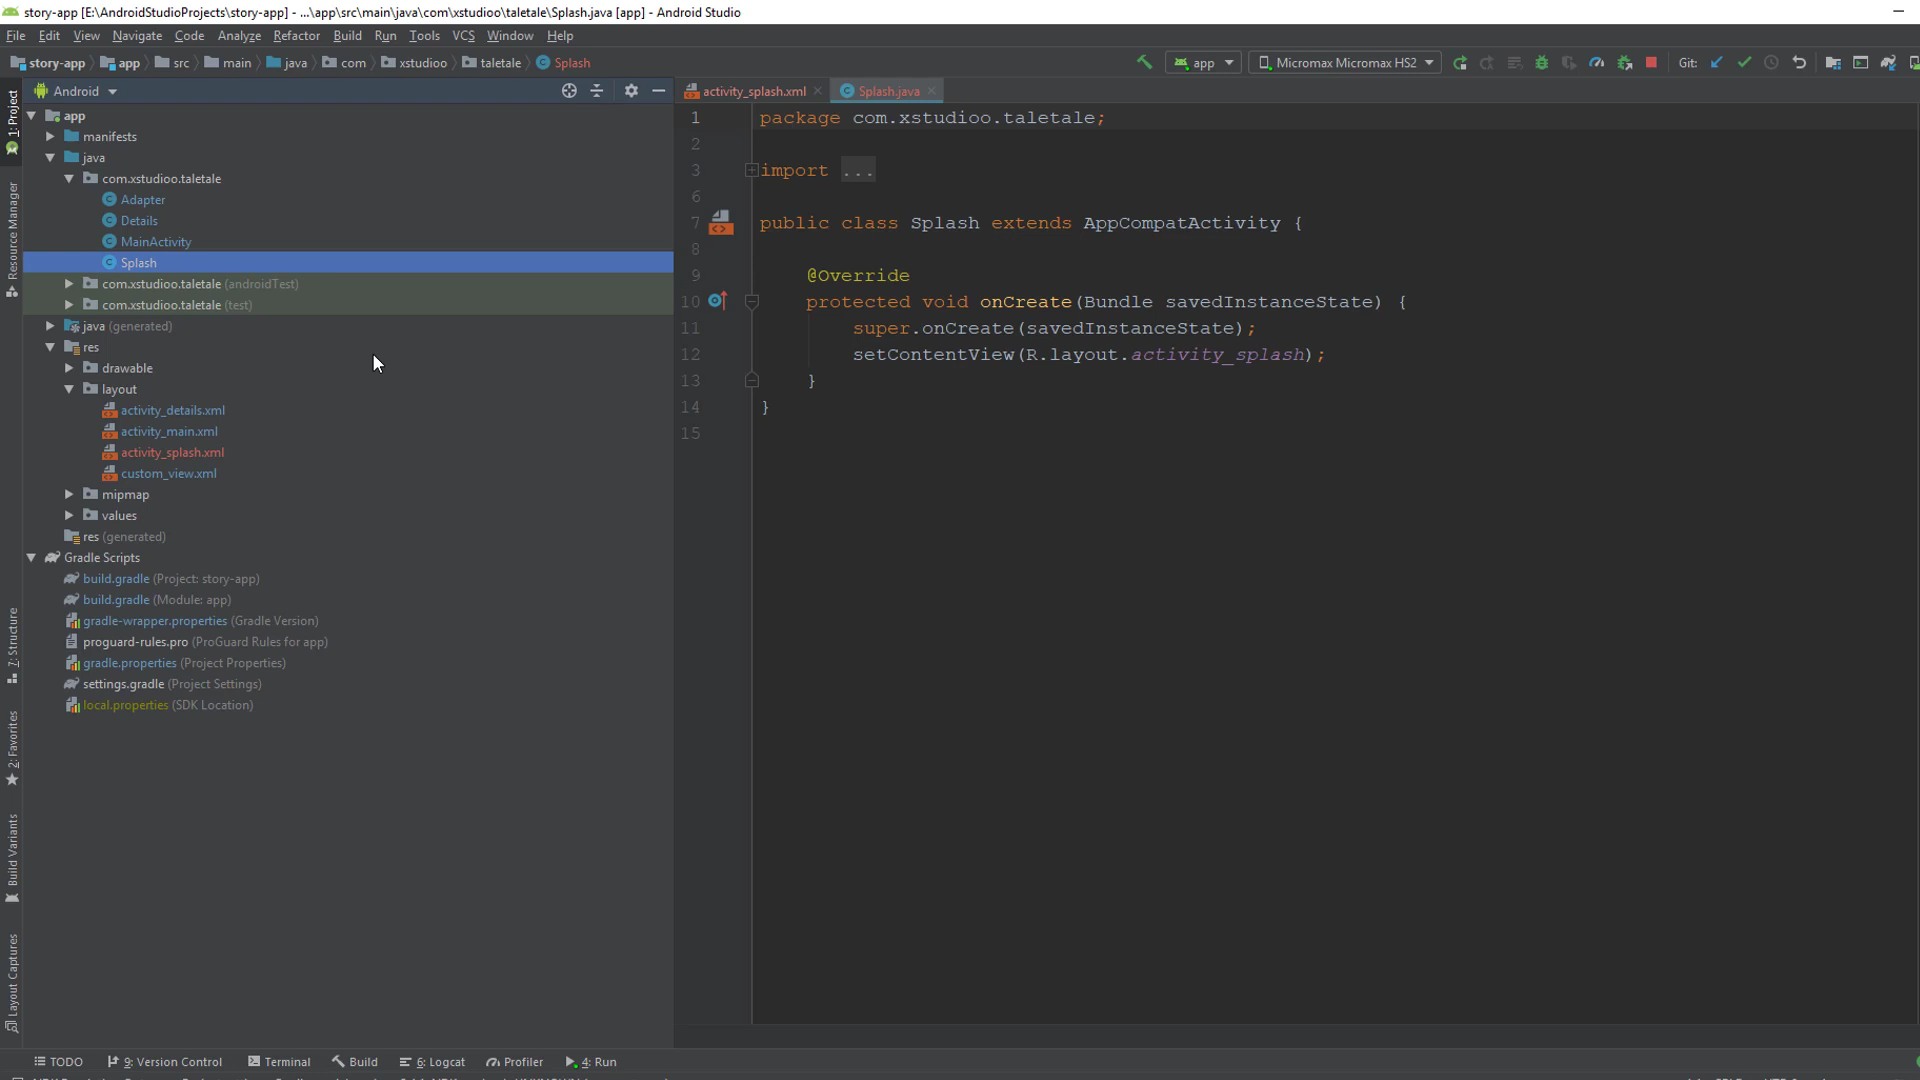 story-app [E:\AndroidStudioProjects\story-app] - ...\app\src\main\java\com\xstudioo\taletale\Splash.java [app] - Android Studio
File Edit View Navigate Code Analyze Refactor Build Run Tools VCS Window Help
story-app app src main java com xstudioo taletale Splash app Micromax Micromax HS2 Git:
Android
activity_splash.xml Splash.java
1: Project
Resource Manager
7: Structure
2: Favorites
Build Variants
Layout Captures
app
manifests
java
com.xstudioo.taletale
Adapter
Details
MainActivity
Splash
com.xstudioo.taletale (androidTest)
com.xstudioo.taletale (test)
java (generated)
res
drawable
layout
activity_details.xml
activity_main.xml
activity_splash.xml
custom_view.xml
mipmap
values
res (generated)
Gradle Scripts
build.gradle (Project: story-app)
build.gradle (Module: app)
gradle-wrapper.properties (Gradle Version)
proguard-rules.pro (ProGuard Rules for app)
gradle.properties (Project Properties)
settings.gradle (Project Settings)
local.properties (SDK Location)
1 package com.xstudioo.taletale;
2
3 import ...
6
7 public class Splash extends AppCompatActivity {
8
9 @Override
10 protected void onCreate(Bundle savedInstanceState) {
11 super.onCreate(savedInstanceState);
12 setContentView(R.layout.activity_splash);
13 }
14 }
15
TODO 9: Version Control Terminal Build 6: Logcat Profiler 4: Run